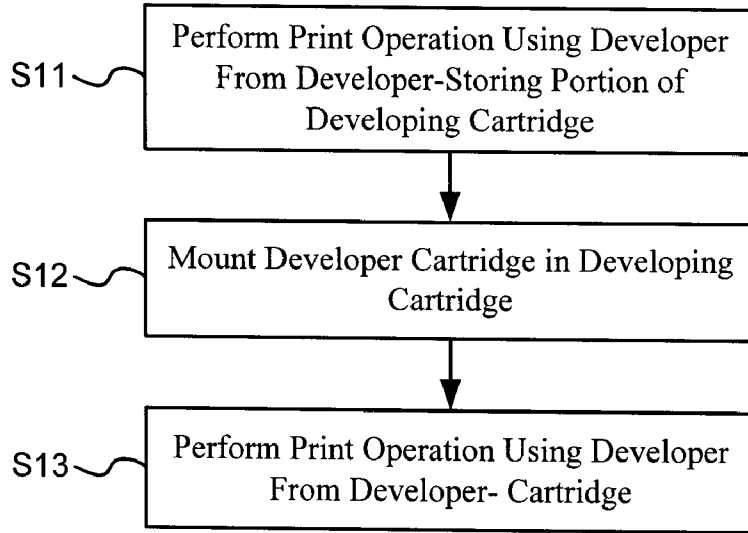 S11
Perform Print Operation Using Developer
From Developer-Storing Portion of
Developing Cartridge
S12
Mount Developer Cartridge in Developing
Cartridge
S13
Perform Print Operation Using Developer
From Developer- Cartridge